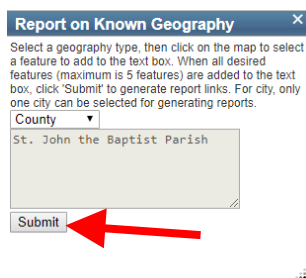 Report on Known Geography ×
Select a geography type, then click on the map to select
a feature to add to the text box. When all desired
features (maximum is 5 features) are added to the text
box, click 'Submit' to generate report links. For city, only
one city can be selected for generating reports.
County
St. John the Baptist Parish
Submit